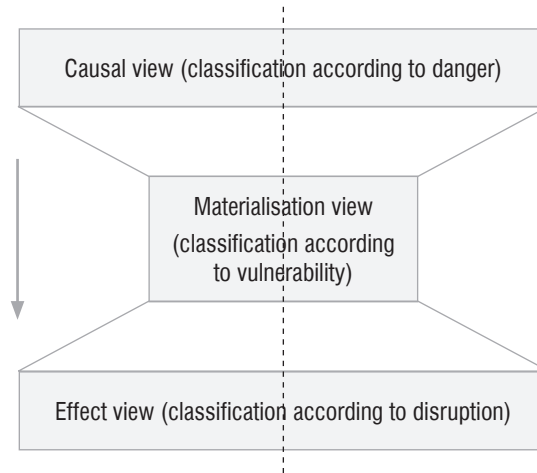 Causal view (classification according to danger)
Materialisation view
(classification according
to vulnerability)
Effect view (classification according to disruption)